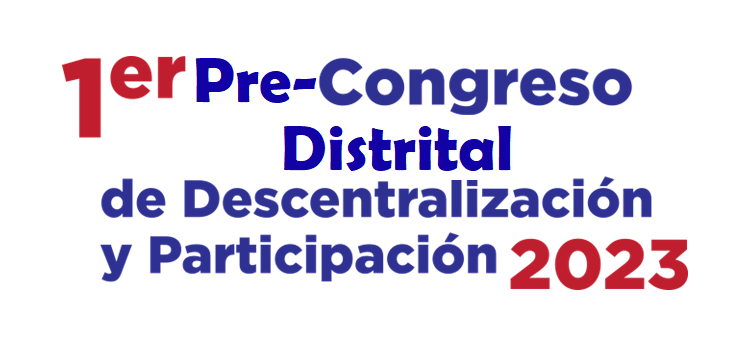 1er Pre-Congreso
Distrital
de Descentralización
y Participación 2023